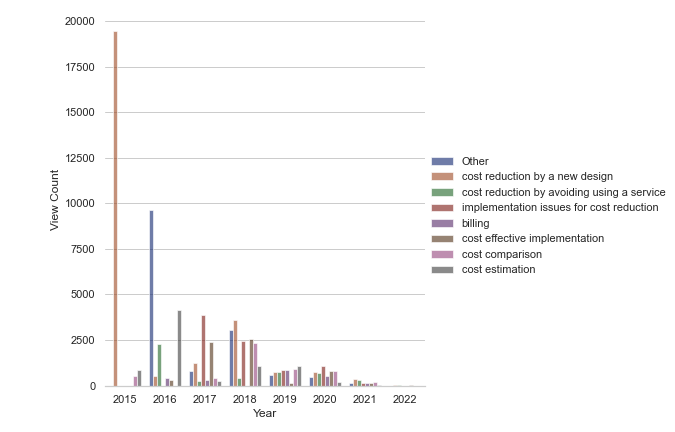 20000
17500
15000
12500
10000
7500
5000
2500
0
View Count
2015 2016 2017 2018 2019 2020 2021 2022
Year
Other
cost reduction by a new design
cost reduction by avoiding using a service
implementation issues for cost reduction
billing
cost effective implementation
cost comparison
cost estimation